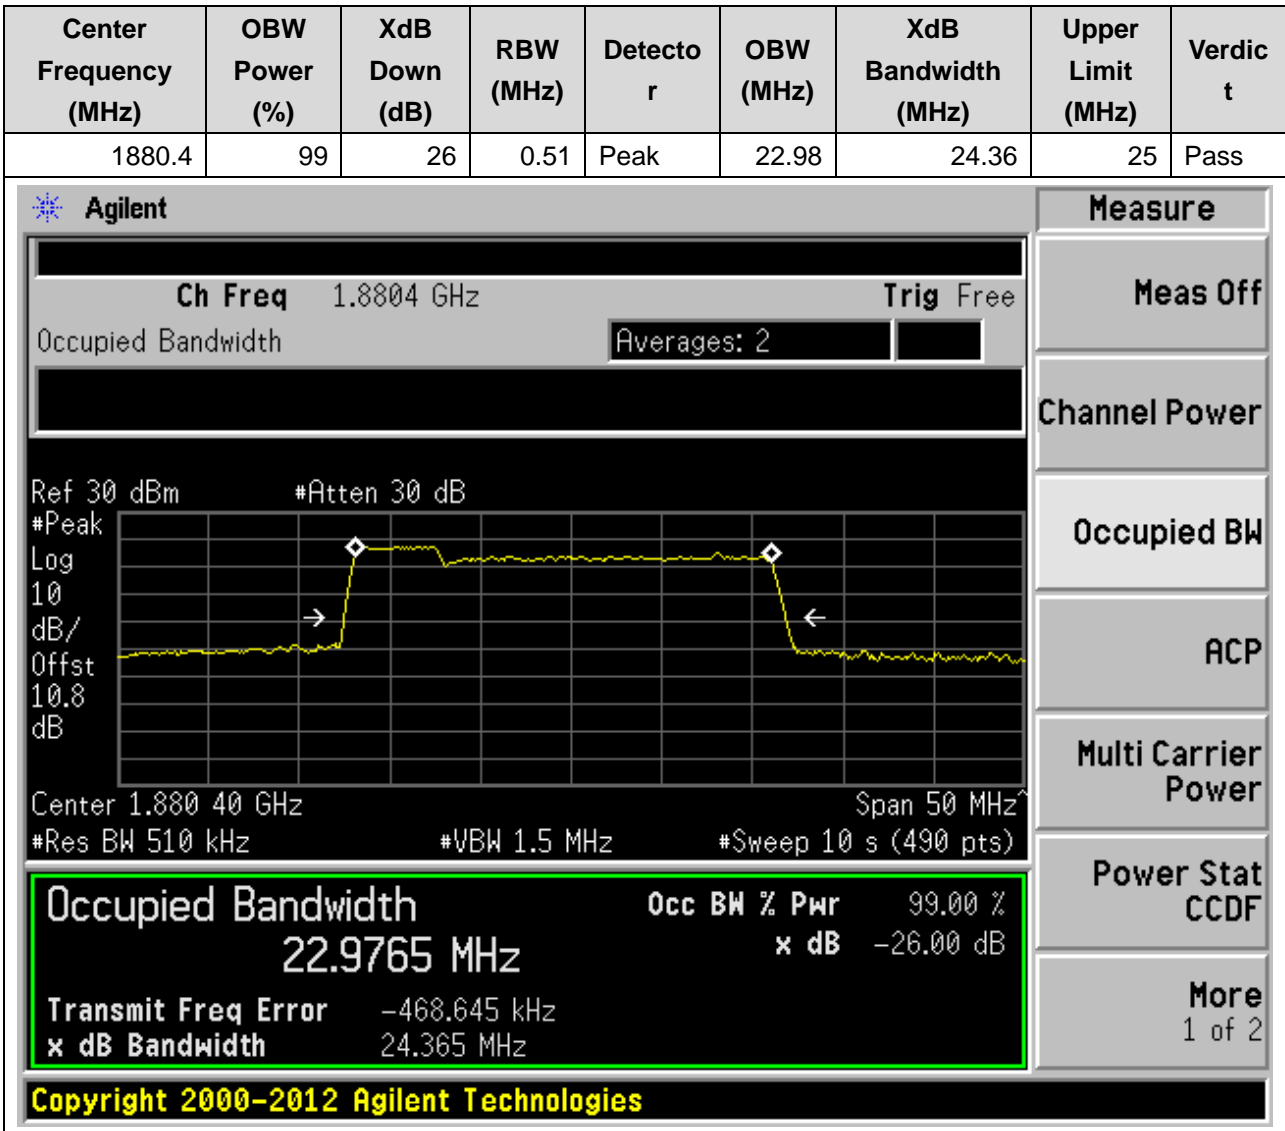 Center Frequency (MHz) OBW Power (%) XdB Down (dB) RBW (MHz) Detecto r OBW (MHz) XdB Bandwidth (MHz) Upper Limit (MHz) Verdic t
1880.4 99 26 0.51 Peak 22.98 24.36 25 Pass
Agilent
Measure
Ch Freq 1.8804 GHz Trig Free
Meas Off
Occupied Bandwidth Averages: 2
Channel Power
Ref 30 dBm #Atten 30 dB
#Peak
Log
10
dB/
Offst
10.8
dB
Occupied BW
ACP
Multi Carrier
Power
Center 1.880 40 GHz Span 50 MHz^
#Res BW 510 kHz #VBW 1.5 MHz #Sweep 10 s (490 pts)
Occupied Bandwidth Occ BW % Pwr 99.00 %
22.9765 MHz x dB -26.00 dB
Transmit Freq Error -468.645 kHz
x dB Bandwidth 24.365 MHz
Power Stat
CCDF
More
1 of 2
Copyright 2000-2012 Agilent Technologies